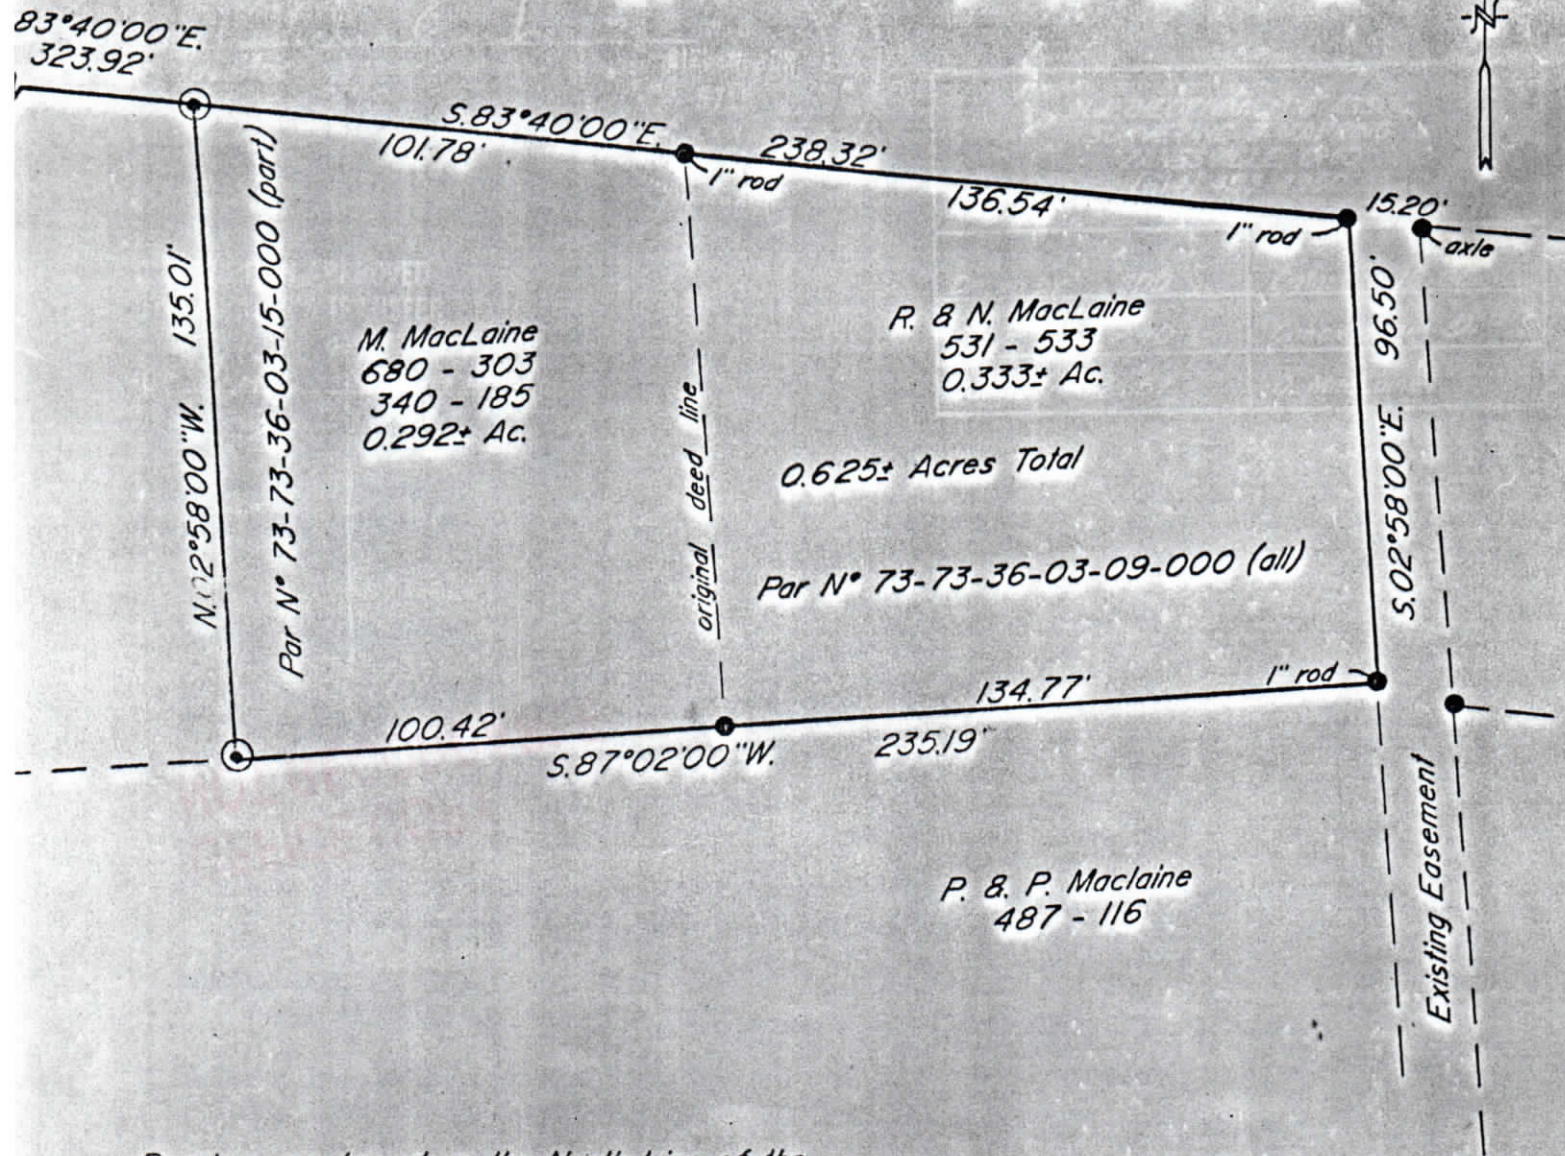 83°40'00"E.
323.92'
S.83°40'00"E.
101.78'
1" rod
238.32'
136.54'
1" rod
15.20'
axle
N
135.01'
N.02°58'00"W.
Par Nº 73-73-36-03-15-000 (part)
M. MacLaine
680 - 303
340 - 185
0.292± Ac.
original deed line
R. & N. MacLaine
531 - 533
0.333± Ac.
0.625± Acres Total
Par Nº 73-73-36-03-09-000 (all)
96.50'
S.02°58'00"E.
1" rod
100.42'
134.77'
S.87°02'00"W.
235.19'
P. & P. Maclaine
487 - 116
Existing Easement